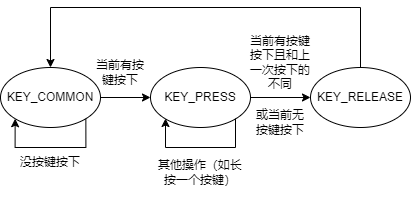 当前有按
键按下
当前有按键
按下且和上
一次按下的
不同
KEY_COMMON
KEY_PRESS
KEY_RELEASE
或当前无
按键按下
没按键按下
其他操作（如长
按一个按键）